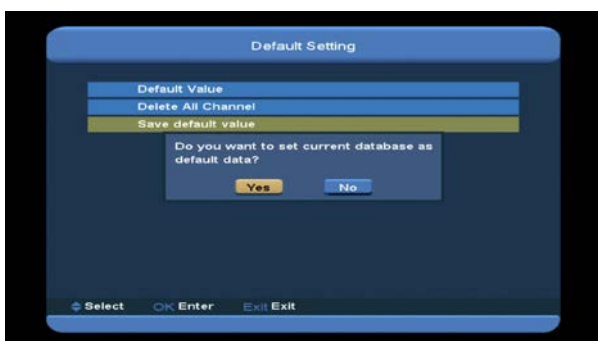 Default Setting
Default Value
Delete All Channel
Save default value
Do you want to set current database as
default data?
Yes No
Select OK Enter Exit Exit